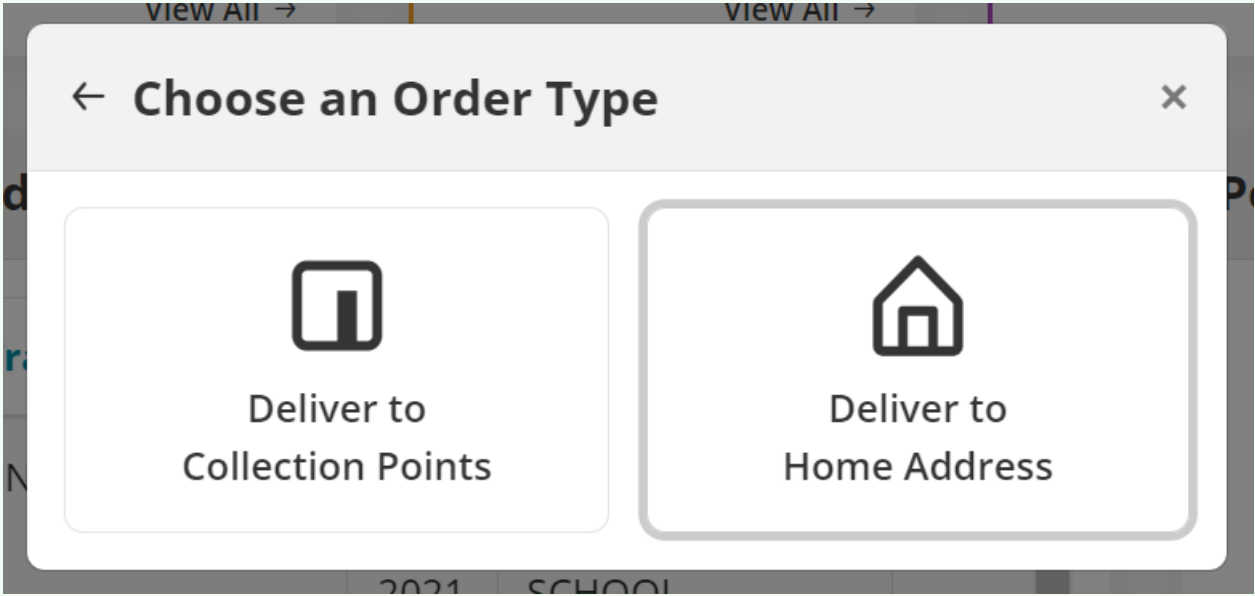 View All →
View All →
← Choose an Order Type ×
Deliver to
Collection Points
Deliver to
Home Address
2021 SCHOOL